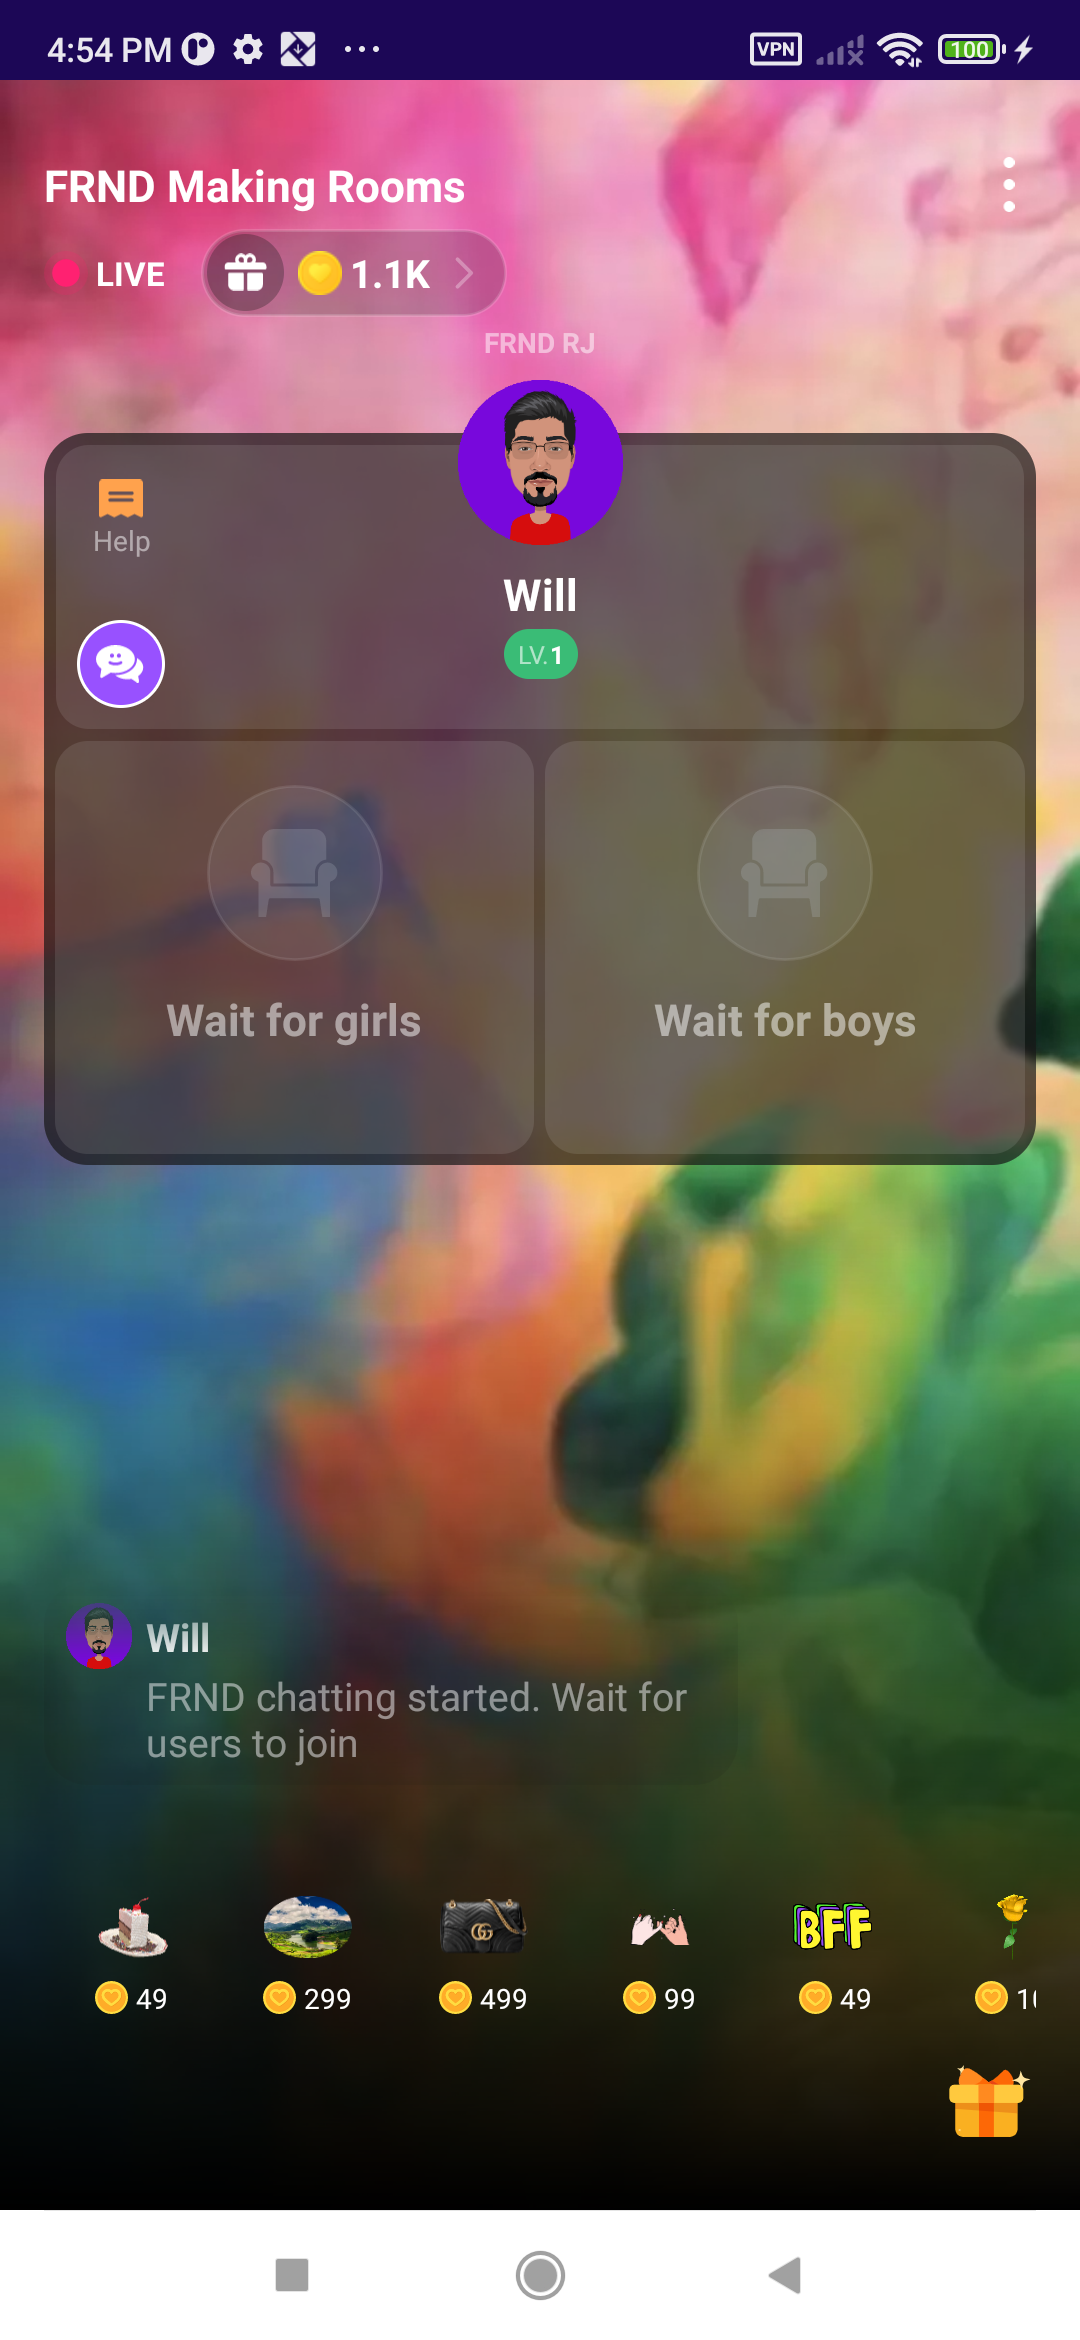 4:54 PM
VPN
100
FRND Making Rooms
LIVE
1.1K
FRND RJ
Help
Will
LV.1
Wait for girls
Wait for boys
Will
FRND chatting started. Wait for
users to join
BFF
49
299
499
99
49